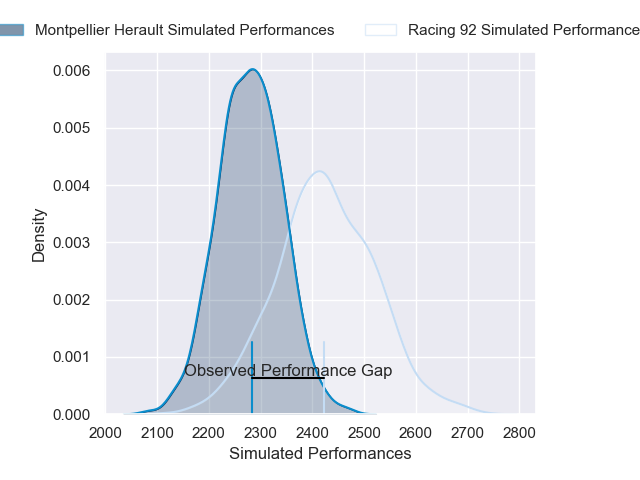 Montpellier Herault Simulated Performances
Racing 92 Simulated Performance
0.006
0.005
0.004
0.003
0.002
0.001
0.000
Density
Observed Performance Gap
2000 2100 2200 2300 2400 2500 2600 2700 2800
Simulated Performances